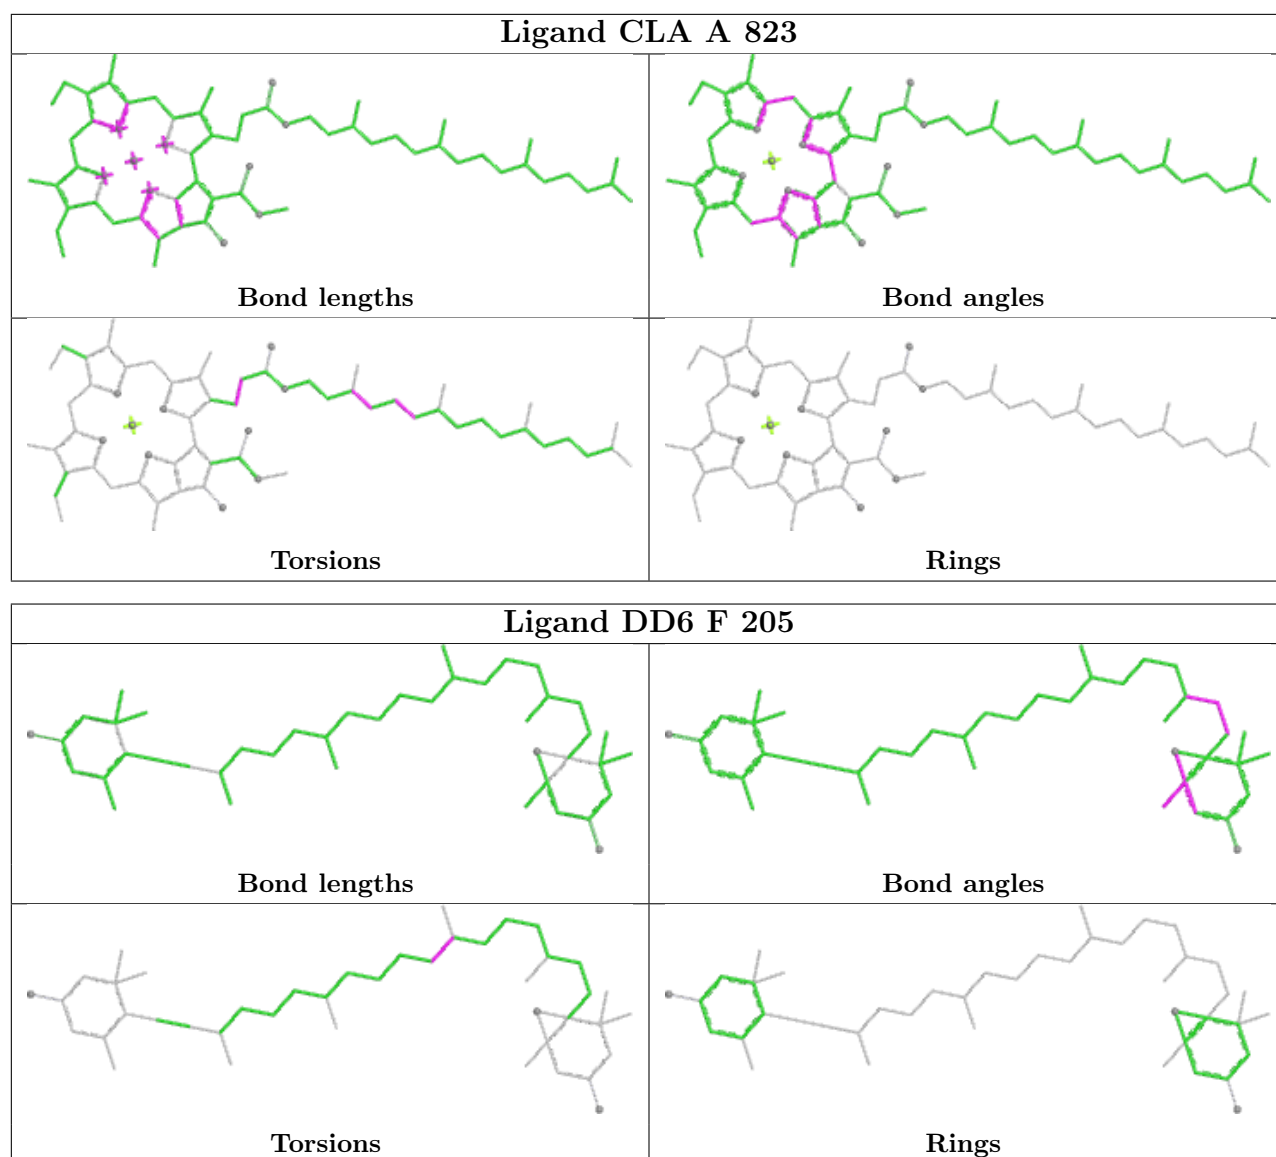 Ligand CLA A 823
Bond lengths
Bond angles
Torsions
Rings
Ligand DD6 F 205
Bond lengths
Bond angles
Torsions
Rings